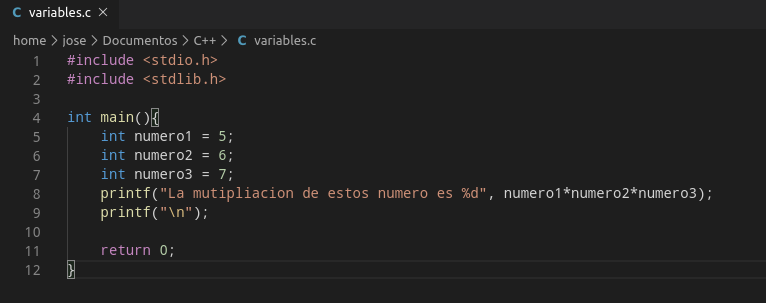 C variables.c ×
home > jose > Documentos > C++ > C variables.c
1 #include <stdio.h>
2 #include <stdlib.h>
3
4 int main(){
5     int numero1 = 5;
6     int numero2 = 6;
7     int numero3 = 7;
8     printf("La mutipliacion de estos numero es %d", numero1*numero2*numero3);
9     printf("\n");
10
11     return 0;
12 }